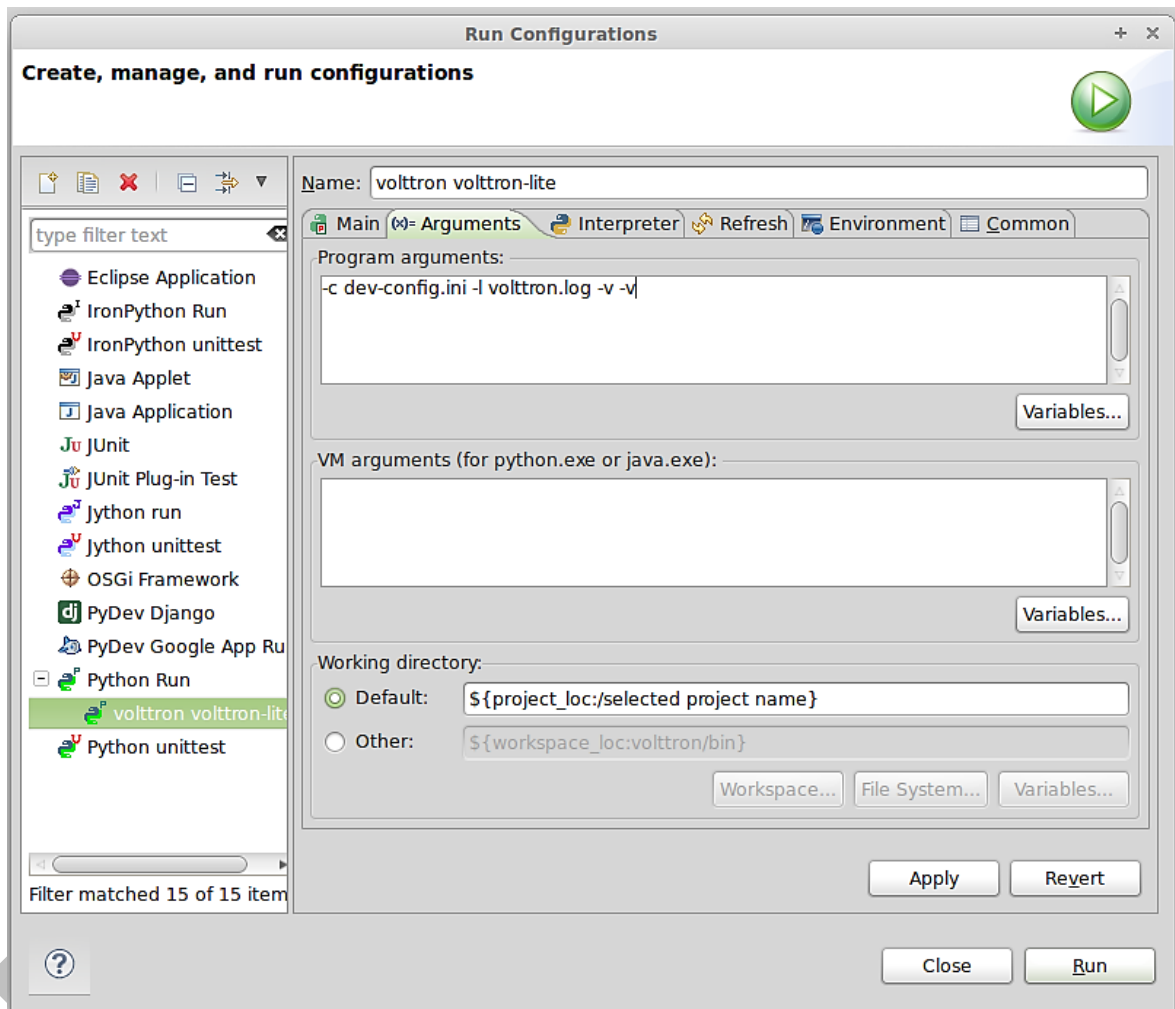 Run Configurations
Create, manage, and run configurations
Name: volttron volttron-lite
type filter text
Main (x)= Arguments Interpreter Refresh Environment Common
Eclipse Application
IronPython Run
IronPython unittest
Java Applet
Java Application
JUnit
JUnit Plug-in Test
Jython run
Jython unittest
OSGi Framework
PyDev Django
PyDev Google App Ru
Python Run
volttron volttron-lite
Python unittest
Filter matched 15 of 15 item
Program arguments:
-c dev-config.ini -l volttron.log -v -v
Variables...
VM arguments (for python.exe or java.exe):
Variables...
Working directory:
Default: ${project_loc:/selected project name}
Other: ${workspace_loc:volttron/bin}
Workspace... File System... Variables...
Apply Revert
Close Run